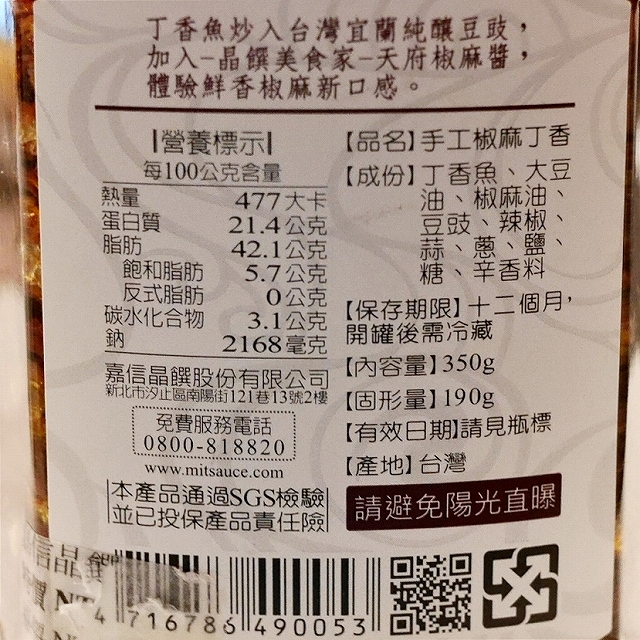 丁香魚炒入台灣宜蘭純釀豆豉，
加入-晶饌美食家-天府椒麻醬，
體驗鮮香椒麻新口感。
營養標示
每100公克含量
熱量 477大卡
蛋白質 21.4公克
脂肪 42.1公克
飽和脂肪 5.7公克
反式脂肪 0公克
碳水化合物 3.1公克
鈉 2168毫克
嘉信晶饌股份有限公司
新北市汐止區南陽街121巷13號2樓
免費服務電話
0800-818820
www.mitsauce.com
本產品通過SGS檢驗
並已投保產品責任險
【品名】手工椒麻丁香
【成份】丁香魚、大豆
油、椒麻油、
豆豉、辣椒、
蒜、蔥、鹽、
糖、辛香料
【保存期限】十二個月，
開罐後需冷藏
【內容量】350g
【固形量】190g
【有效日期】請見瓶標
【產地】台灣
請避免陽光直曝
信晶饌
價 NT
4 716786 490053